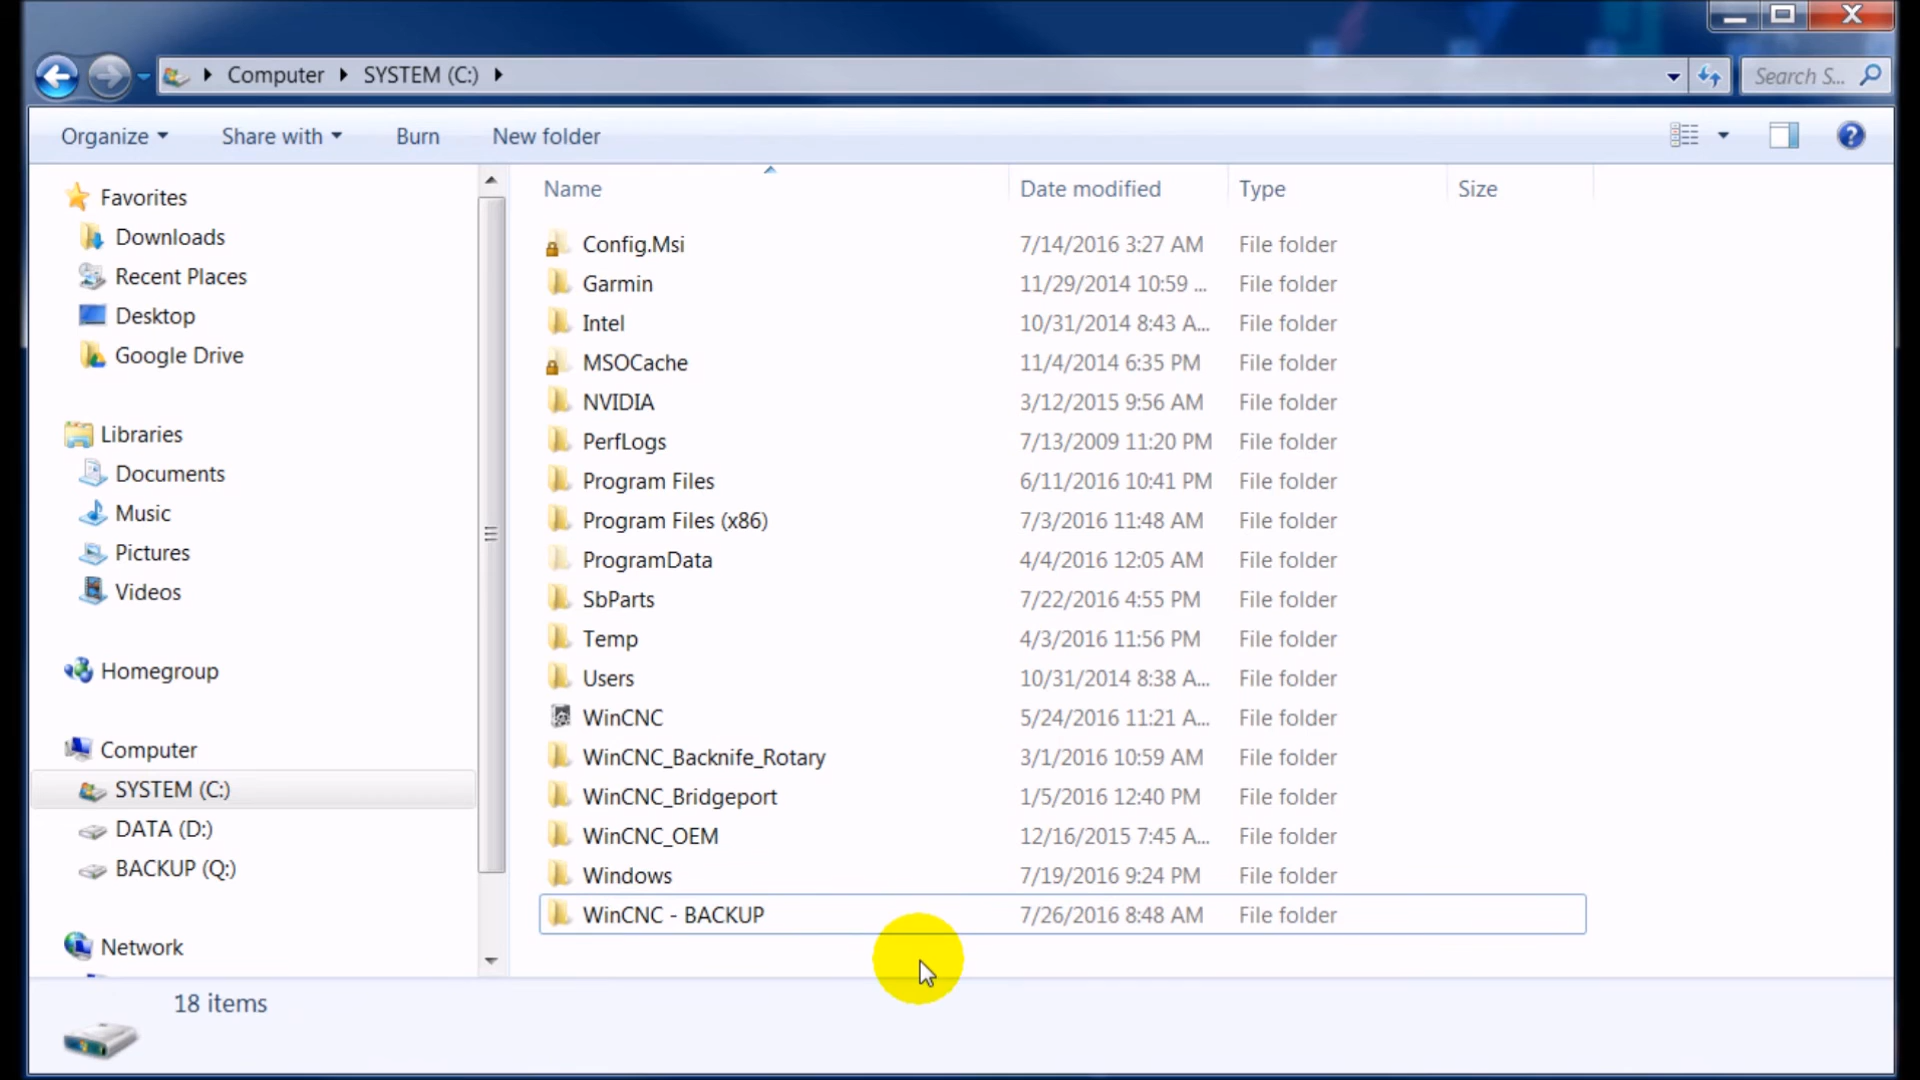 Computer SYSTEM (C:) Search S...
Organize Share with Burn New folder
Favorites
Downloads
Recent Places
Desktop
Google Drive
Libraries
Documents
Music
Pictures
Videos
Homegroup
Computer
SYSTEM (C:)
DATA (D:)
BACKUP (Q:)
Network
Name Date modified Type Size
Config.Msi 7/14/2016 3:27 AM File folder
Garmin 11/29/2014 10:59 ... File folder
Intel 10/31/2014 8:43 A... File folder
MSOCache 11/4/2014 6:35 PM File folder
NVIDIA 3/12/2015 9:56 AM File folder
PerfLogs 7/13/2009 11:20 PM File folder
Program Files 6/11/2016 10:41 PM File folder
Program Files (x86) 7/3/2016 11:48 AM File folder
ProgramData 4/4/2016 12:05 AM File folder
SbParts 7/22/2016 4:55 PM File folder
Temp 4/3/2016 11:56 PM File folder
Users 10/31/2014 8:38 A... File folder
WinCNC 5/24/2016 11:21 A... File folder
WinCNC_Backnife_Rotary 3/1/2016 10:59 AM File folder
WinCNC_Bridgeport 1/5/2016 12:40 PM File folder
WinCNC_OEM 12/16/2015 7:45 A... File folder
Windows 7/19/2016 9:24 PM File folder
WinCNC - BACKUP 7/26/2016 8:48 AM File folder
18 items